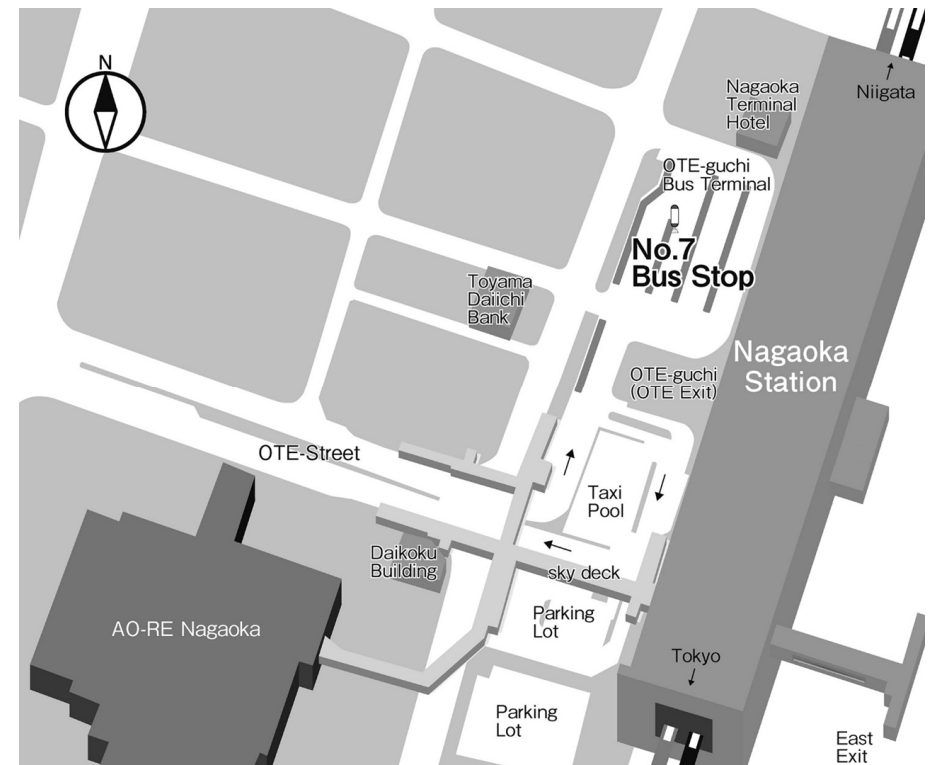 N
Nagaoka
Terminal
Hotel
Niigata
OTE-guchi
Bus Terminal
No.7
Bus Stop
Toyama
Daiichi
Bank
Nagaoka
Station
OTE-guchi
(OTE Exit)
OTE-Street
Taxi
Pool
Daikoku
Building
sky deck
Parking
Lot
AO-RE Nagaoka
Tokyo
Parking
Lot
East
Exit